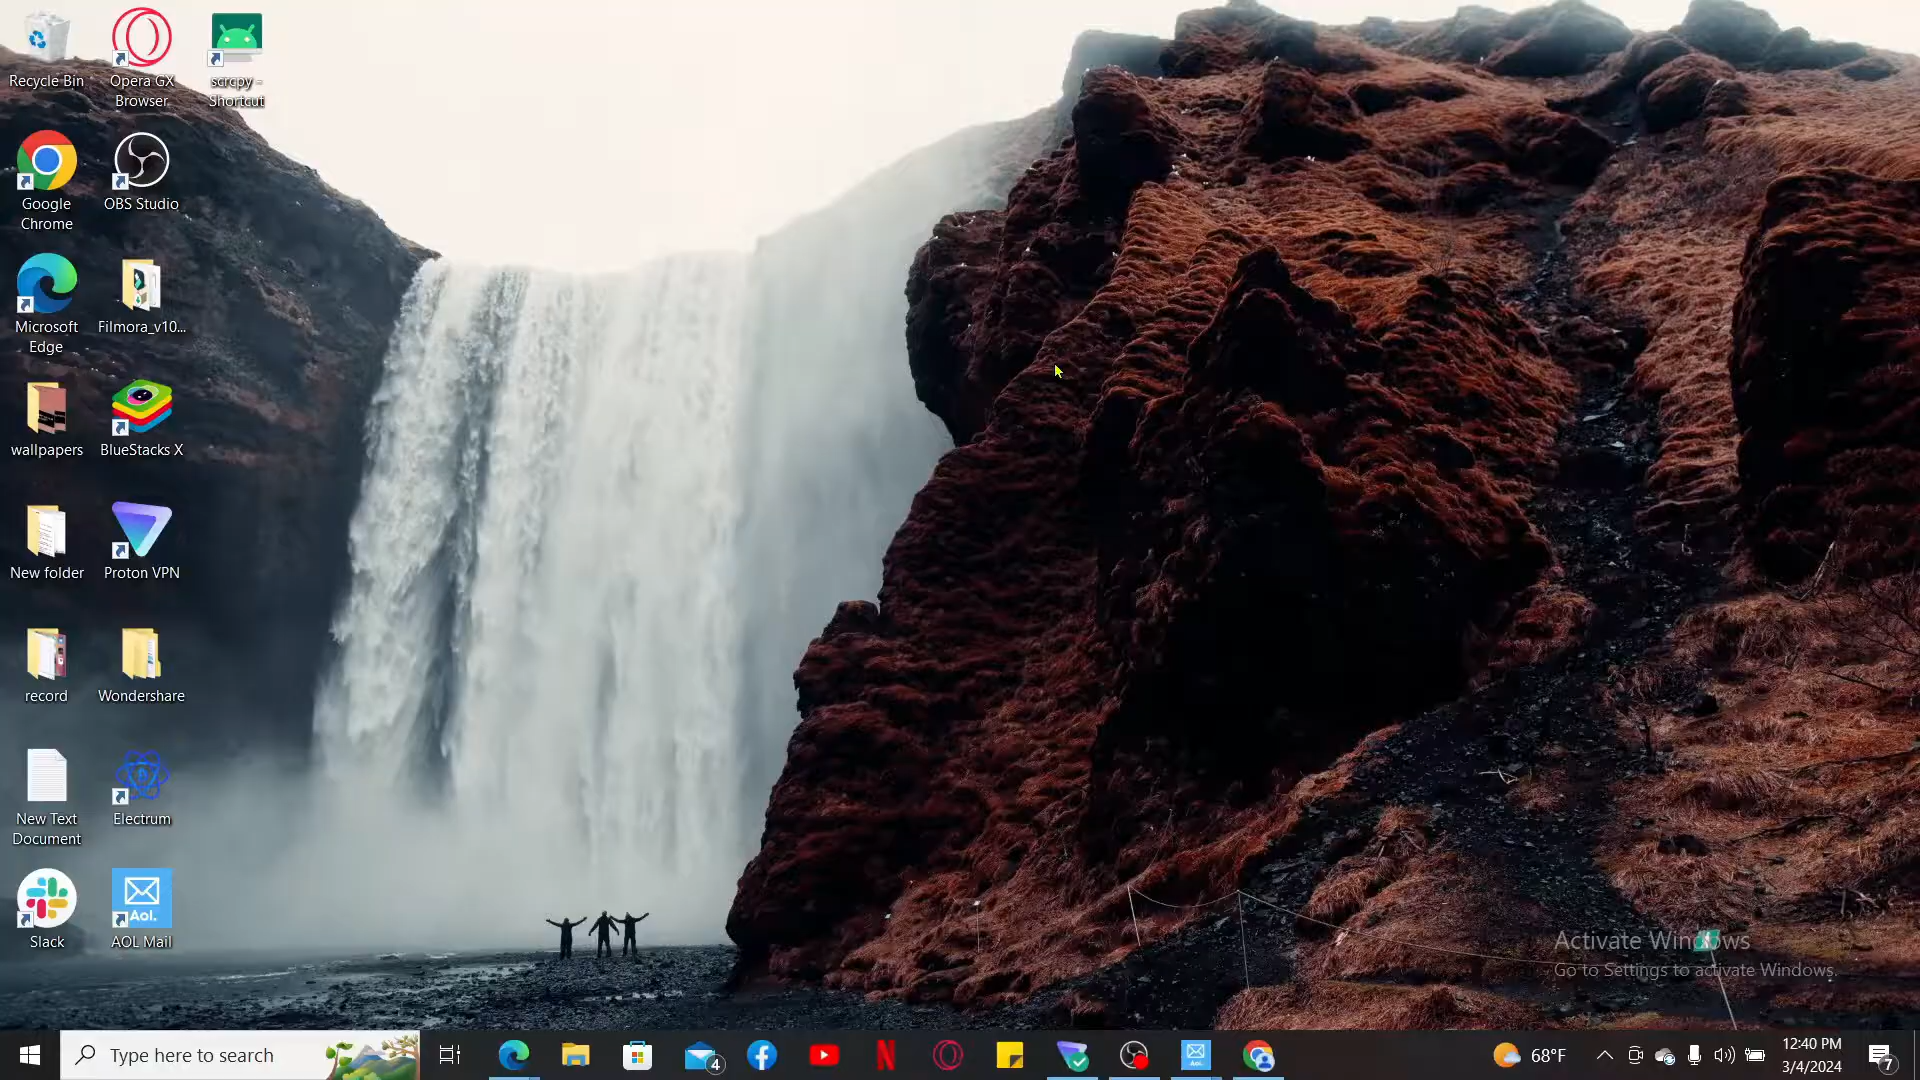 Recycle Bin
Opera GX
Browser
scrcpy -
Shortcut
Google
Chrome
OBS Studio
Microsoft
Edge
Filmora_v10...
wallpapers
BlueStacks X
New folder
Proton VPN
record
Wondershare
New Text
Document
Electrum
Slack
Aol.
AOL Mail
Activate Windows
Go to Settings to activate Windows.
Type here to search
4
Aol.
68°F
12:40 PM
3/4/2024
7